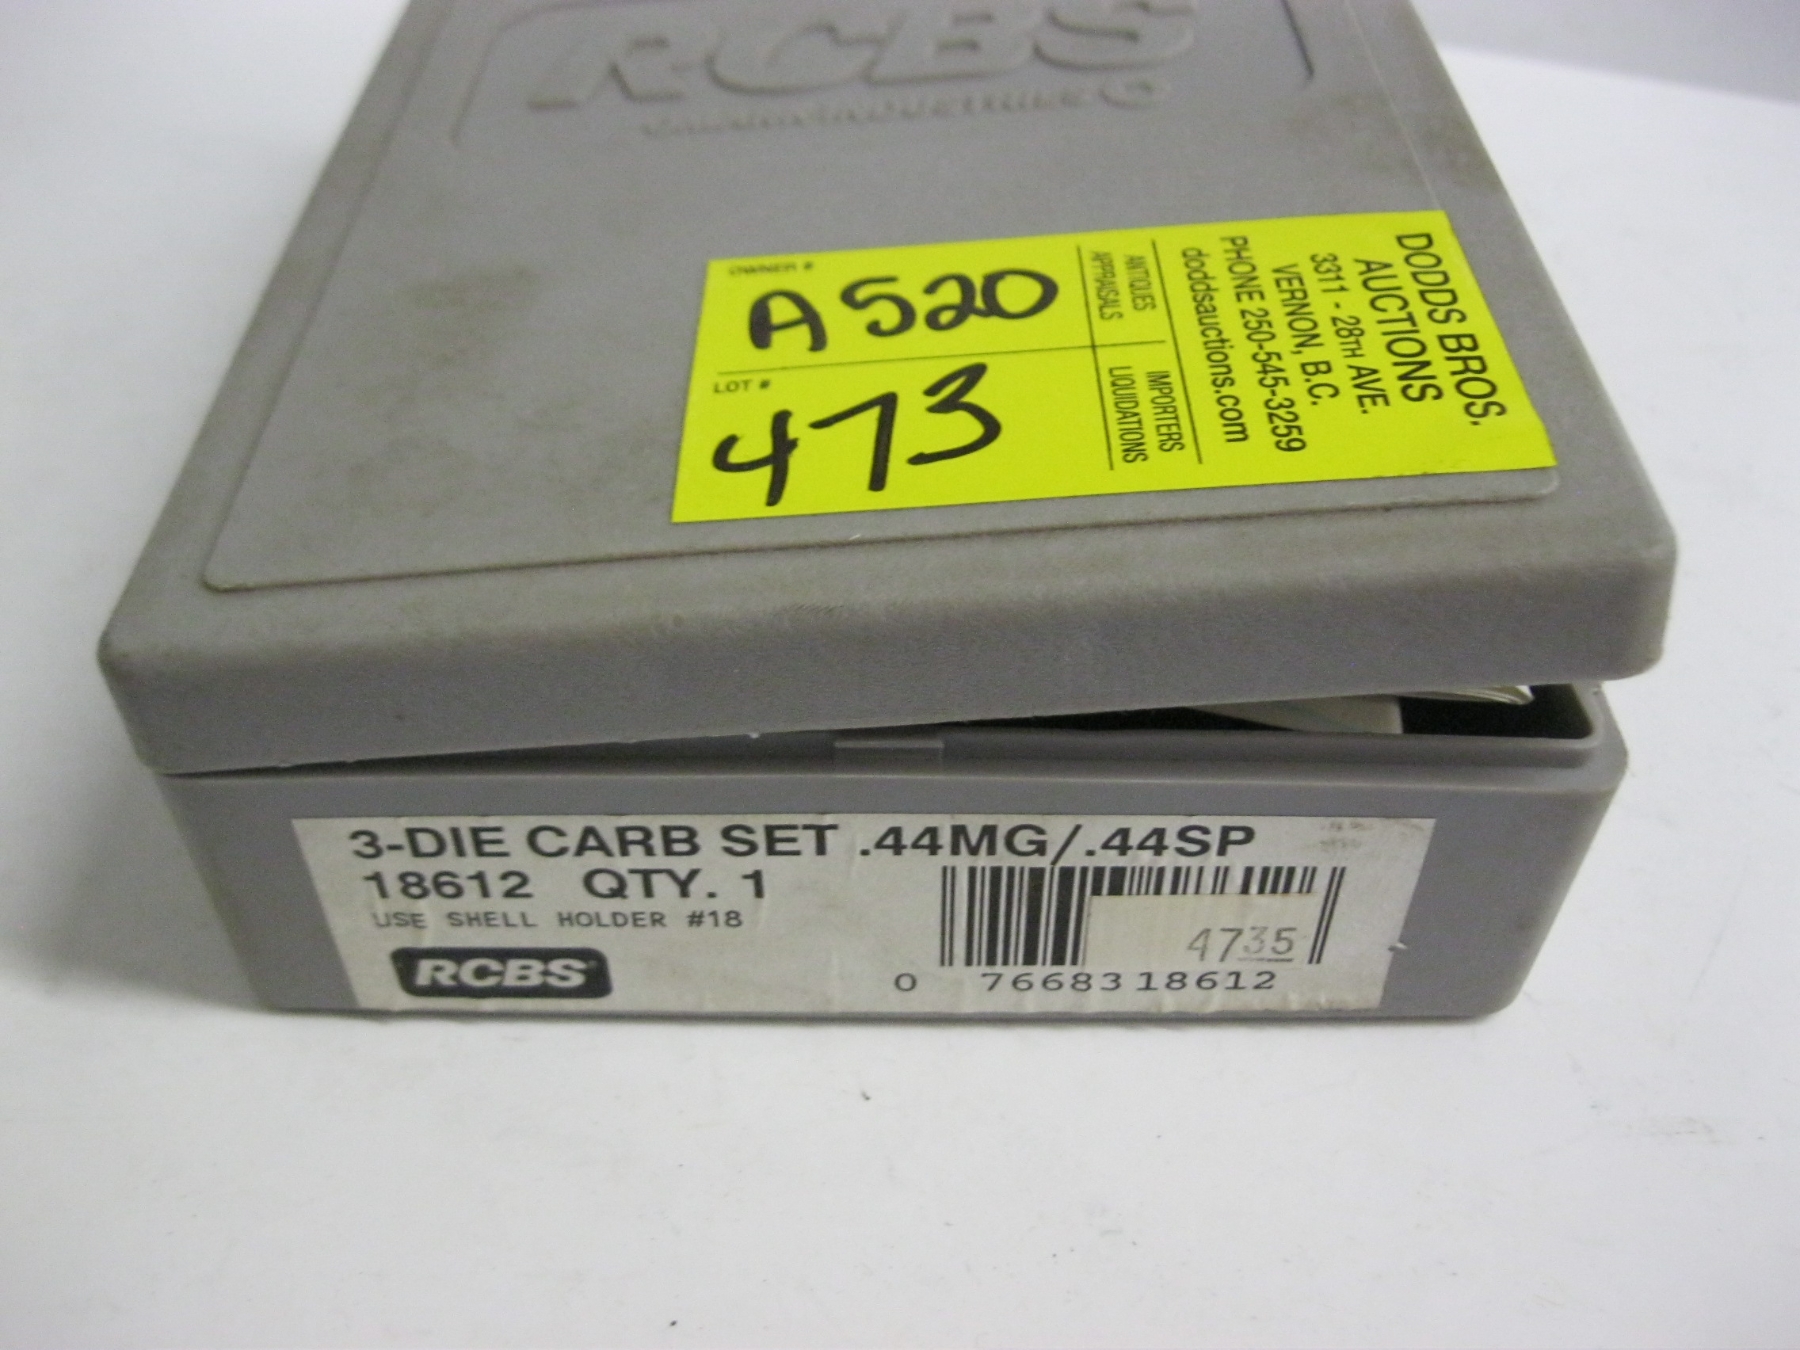 RCBS
OWNER #
A520
LOT #
473
ANTIQUES
APPRAISALS
IMPORTERS
LIQUIDATIONS
DODDS BROS.
AUCTIONS
3311 - 28TH AVE.
VERNON, B.C.
PHONE 250-545-3259
doddsauctions.com
3-DIE CARB SET .44MG/.44SP
18612 QTY. 1
USE SHELL HOLDER #18
RCBS
4735
0 76683 18612